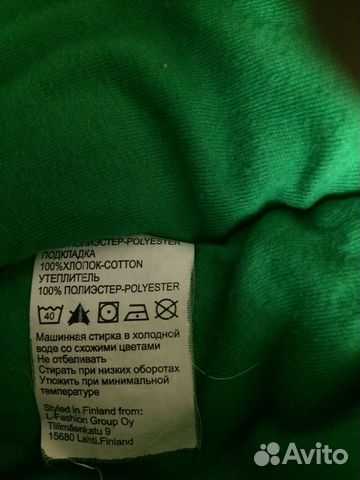 ПОЛИЭСТЕР-POLYESTER
ПОДКЛАДКА
100%ХЛОПОК-COTTON
УТЕПЛИТЕЛЬ
100% ПОЛИЭСТЕР-POLYESTER
40
Машинная стирка в холодной
воде со схожими цветами
Не отбеливать
Стирать при низких оборотах
Утюжить при минимальной
температуре
Styled in Finland from:
L-Fashion Group Oy
Tiilimäenkatu 9
15680 Lahti,Finland
Avito